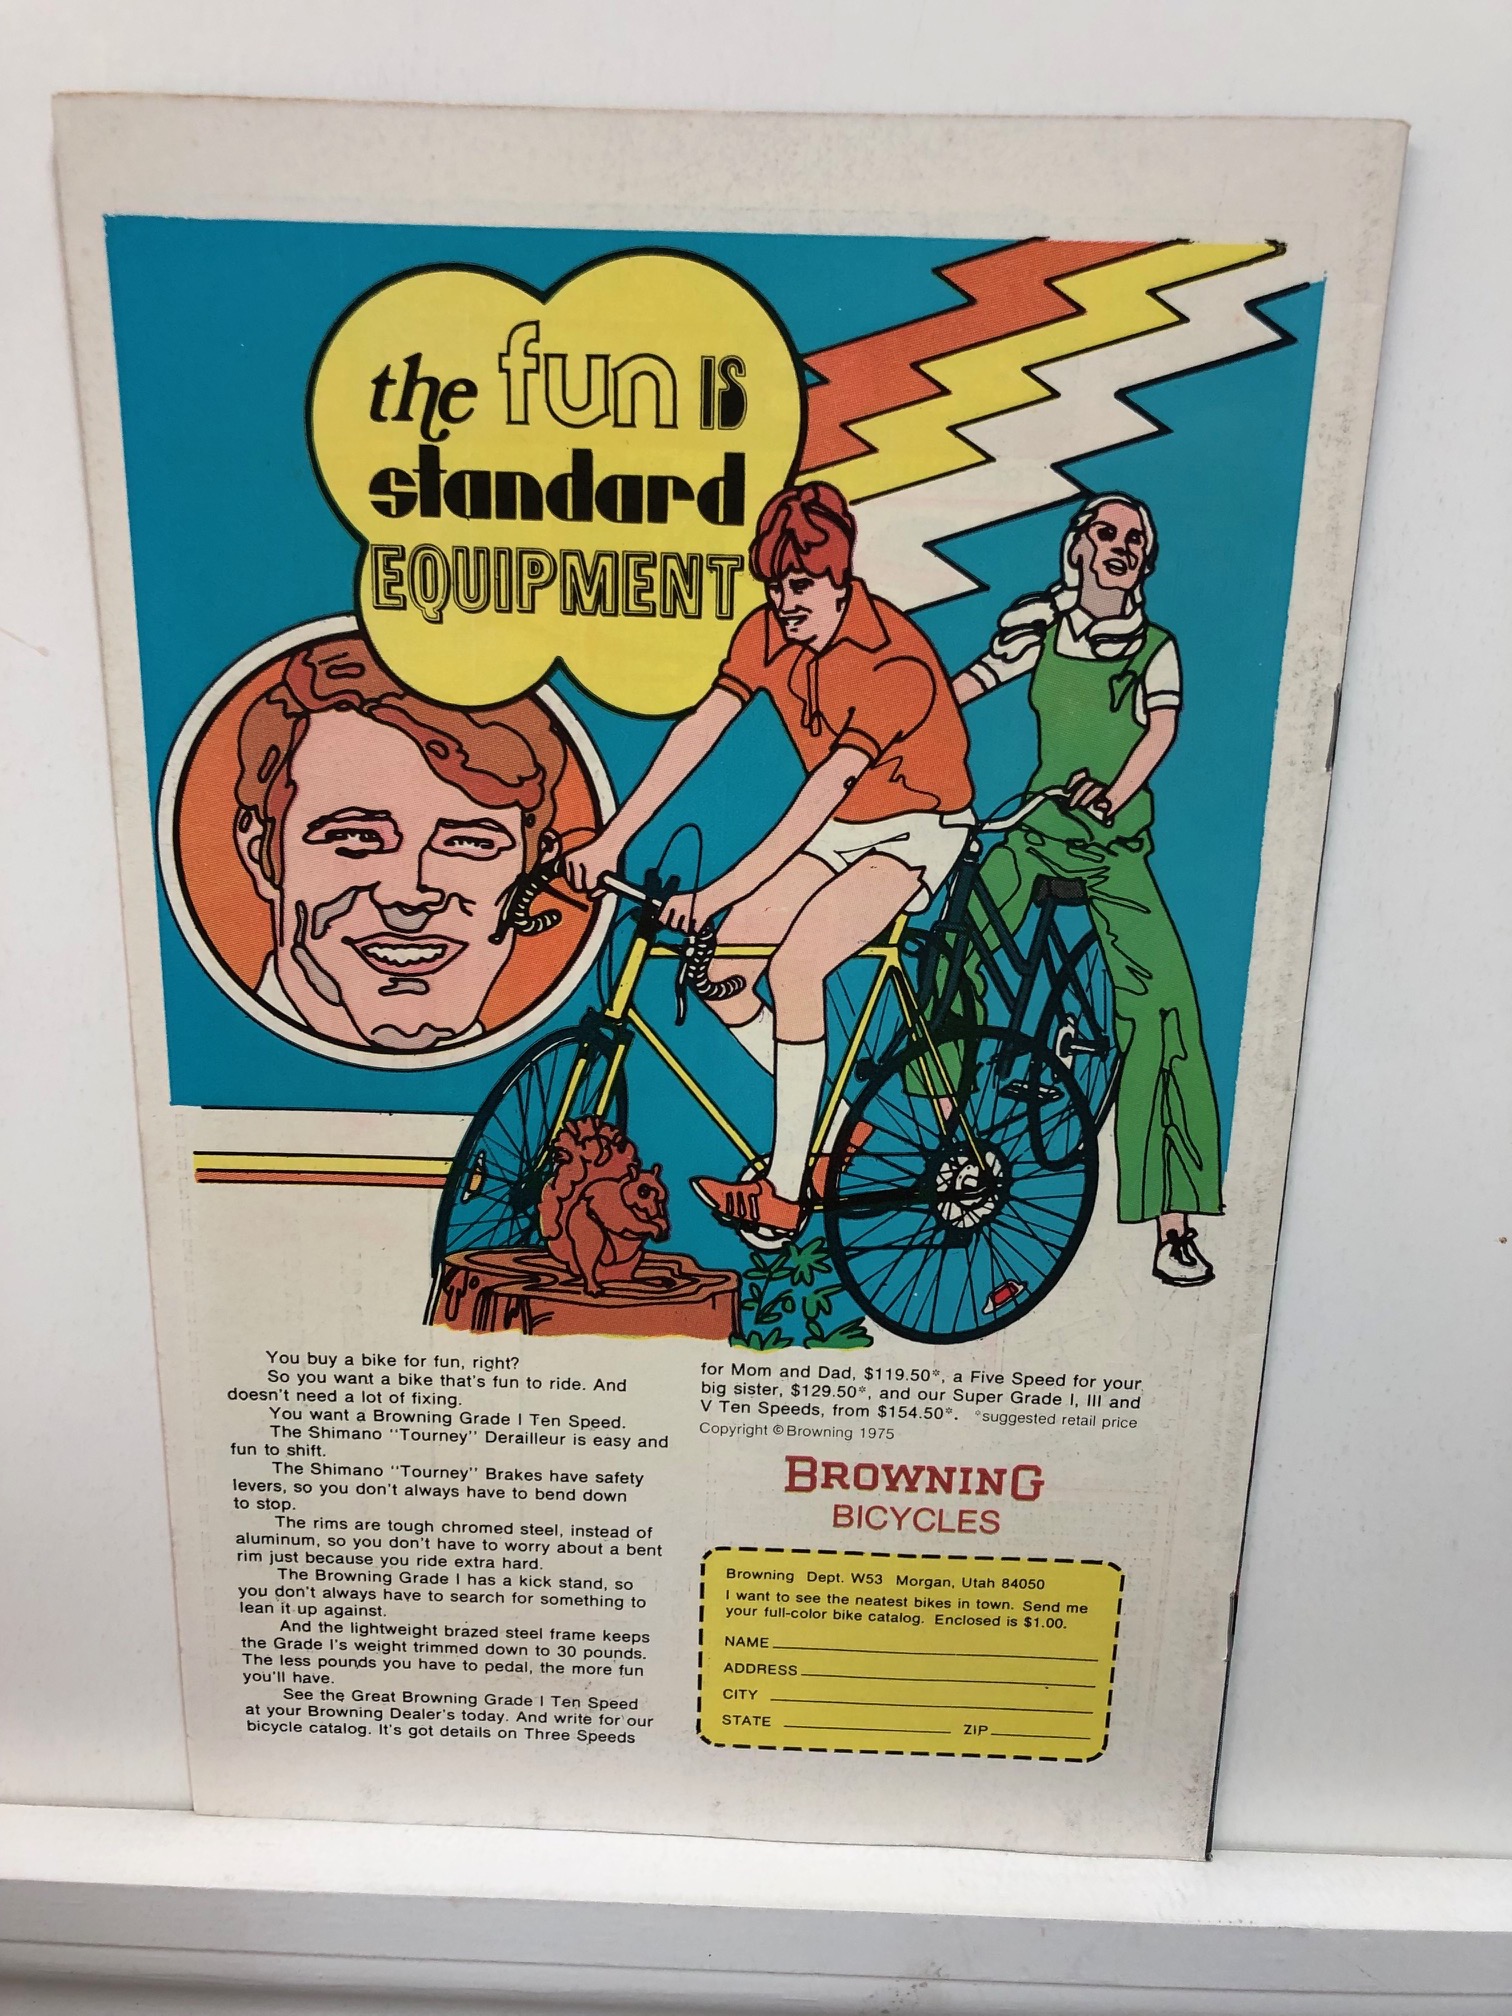 the fun IS
standard
EQUIPMENT
You buy a bike for fun, right?
So you want a bike that's fun to ride. And
doesn't need a lot of fixing.
You want a Browning Grade I Ten Speed.
The Shimano "Tourney" Derailleur is easy and
fun to shift.
The Shimano "Tourney" Brakes have safety
levers, so you don't always have to bend down
to stop.
The rims are tough chromed steel, instead of
aluminum, so you don't have to worry about a bent
rim just because you ride extra hard.
The Browning Grade I has a kick stand, so
you don't always have to search for something to
lean it up against.
And the lightweight brazed steel frame keeps
the Grade I's weight trimmed down to 30 pounds.
The less pounds you have to pedal, the more fun
you'll have.
See the Great Browning Grade I Ten Speed
at your Browning Dealer's today. And write for our
bicycle catalog. It's got details on Three Speeds
for Mom and Dad, $119.50*, a Five Speed for your
big sister, $129.50*, and our Super Grade I, III and
V Ten Speeds, from $154.50*. *suggested retail price
Copyright © Browning 1975
BROWNING
BICYCLES
Browning Dept. W53 Morgan, Utah 84050
I want to see the neatest bikes in town. Send me
your full-color bike catalog. Enclosed is $1.00.
NAME
ADDRESS
CITY
STATE ZIP